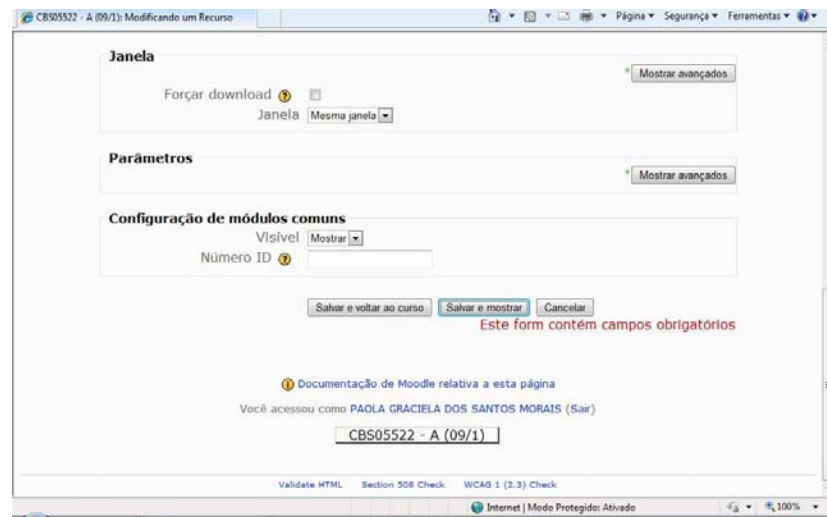 CBS05522 - A (09/1): Modificando um Recurso
Página Segurança Ferramentas
Janela
* Mostrar avançados
Forçar download
Janela Mesma janela
Parâmetros
* Mostrar avançados
Configuração de módulos comuns
Visível Mostrar
Número ID
Salvar e voltar ao curso Salvar e mostrar Cancelar
Este form contém campos obrigatórios
Documentação de Moodle relativa a esta página
Você acessou como PAOLA GRACIELA DOS SANTOS MORAIS (Sair)
CBS05522 - A (09/1)
Validate HTML Section 508 Check WCAG 1 (2,3) Check
Internet | Modo Protegido: Ativado 100%